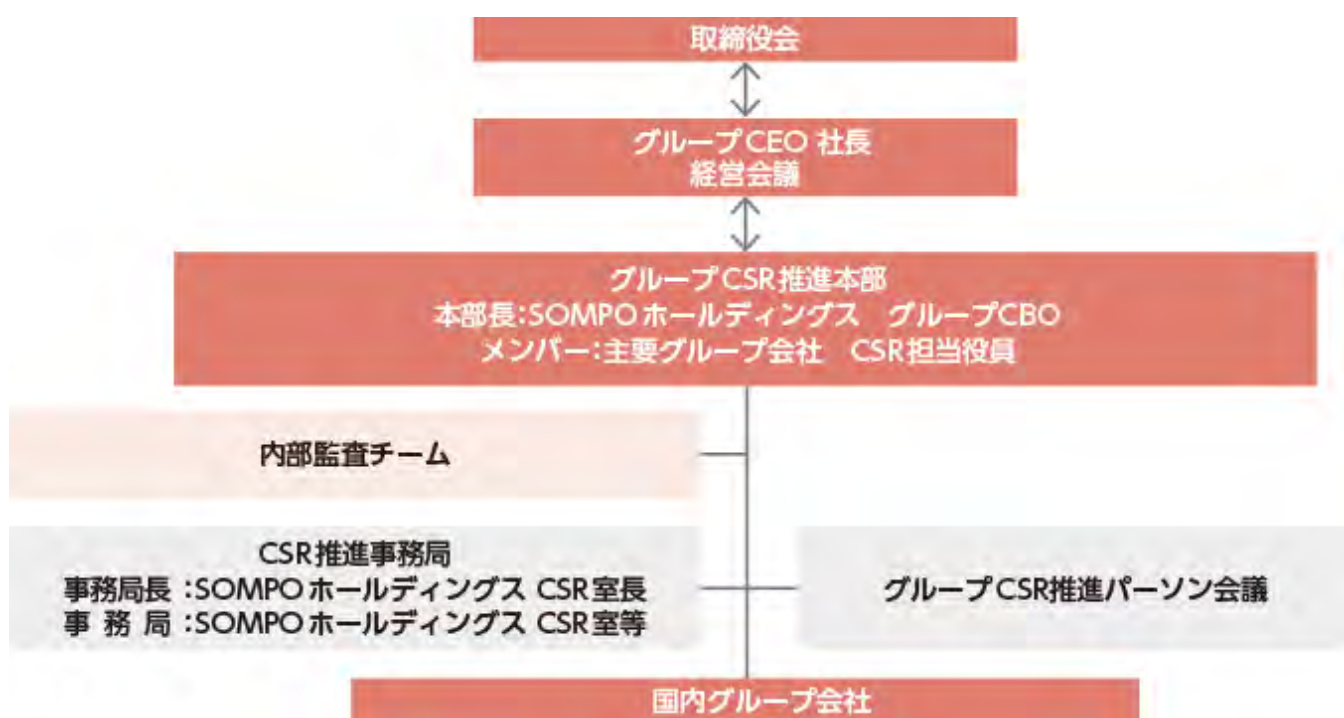 取締役会
グループCEO 社長
経営会議
グループCSR推進本部
本部長:SOMPOホールディングス　グループCBO
メンバー:主要グループ会社　CSR担当役員
内部監査チーム
CSR推進事務局
事務局長 :SOMPOホールディングス CSR室長
事 務 局 :SOMPOホールディングス CSR室等
グループCSR推進パーソン会議
国内グループ会社